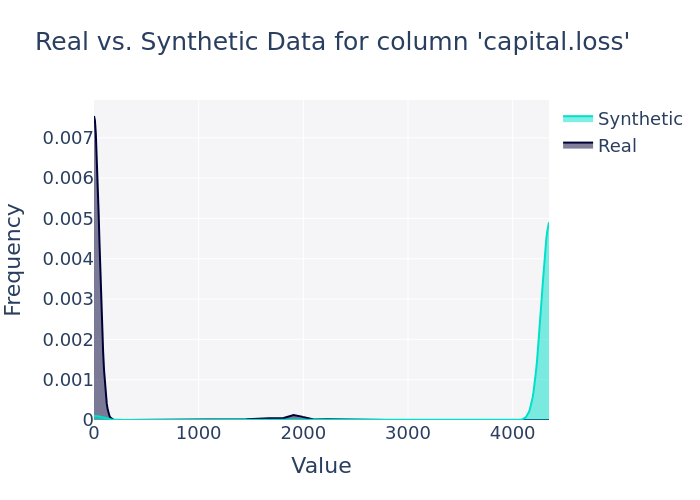 Real vs. Synthetic Data for column 'capital.loss'
Synthetic
Real
0.007
0.006
0.005
0.004
0.003
0.002
0.001
0
0 1000 2000 3000 4000
Frequency
Value